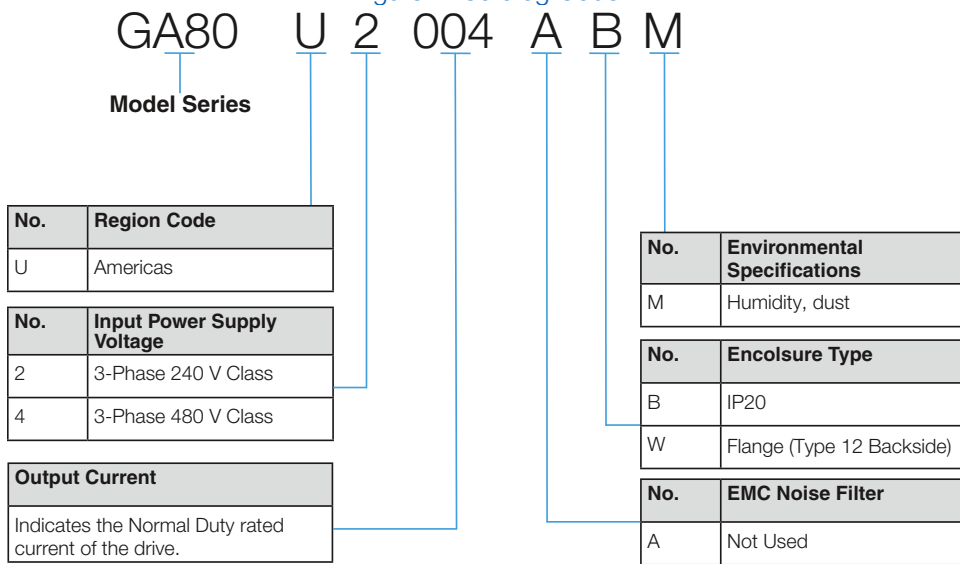 GA80 U 2 004 A B M
Model Series
No. Region Code
U Americas
No. Input Power Supply
Voltage
2 3-Phase 240 V Class
4 3-Phase 480 V Class
Output Current
Indicates the Normal Duty rated
current of the drive.
No. Environmental
Specifications
M Humidity, dust
No. Encolsure Type
B IP20
W Flange (Type 12 Backside)
No. EMC Noise Filter
A Not Used